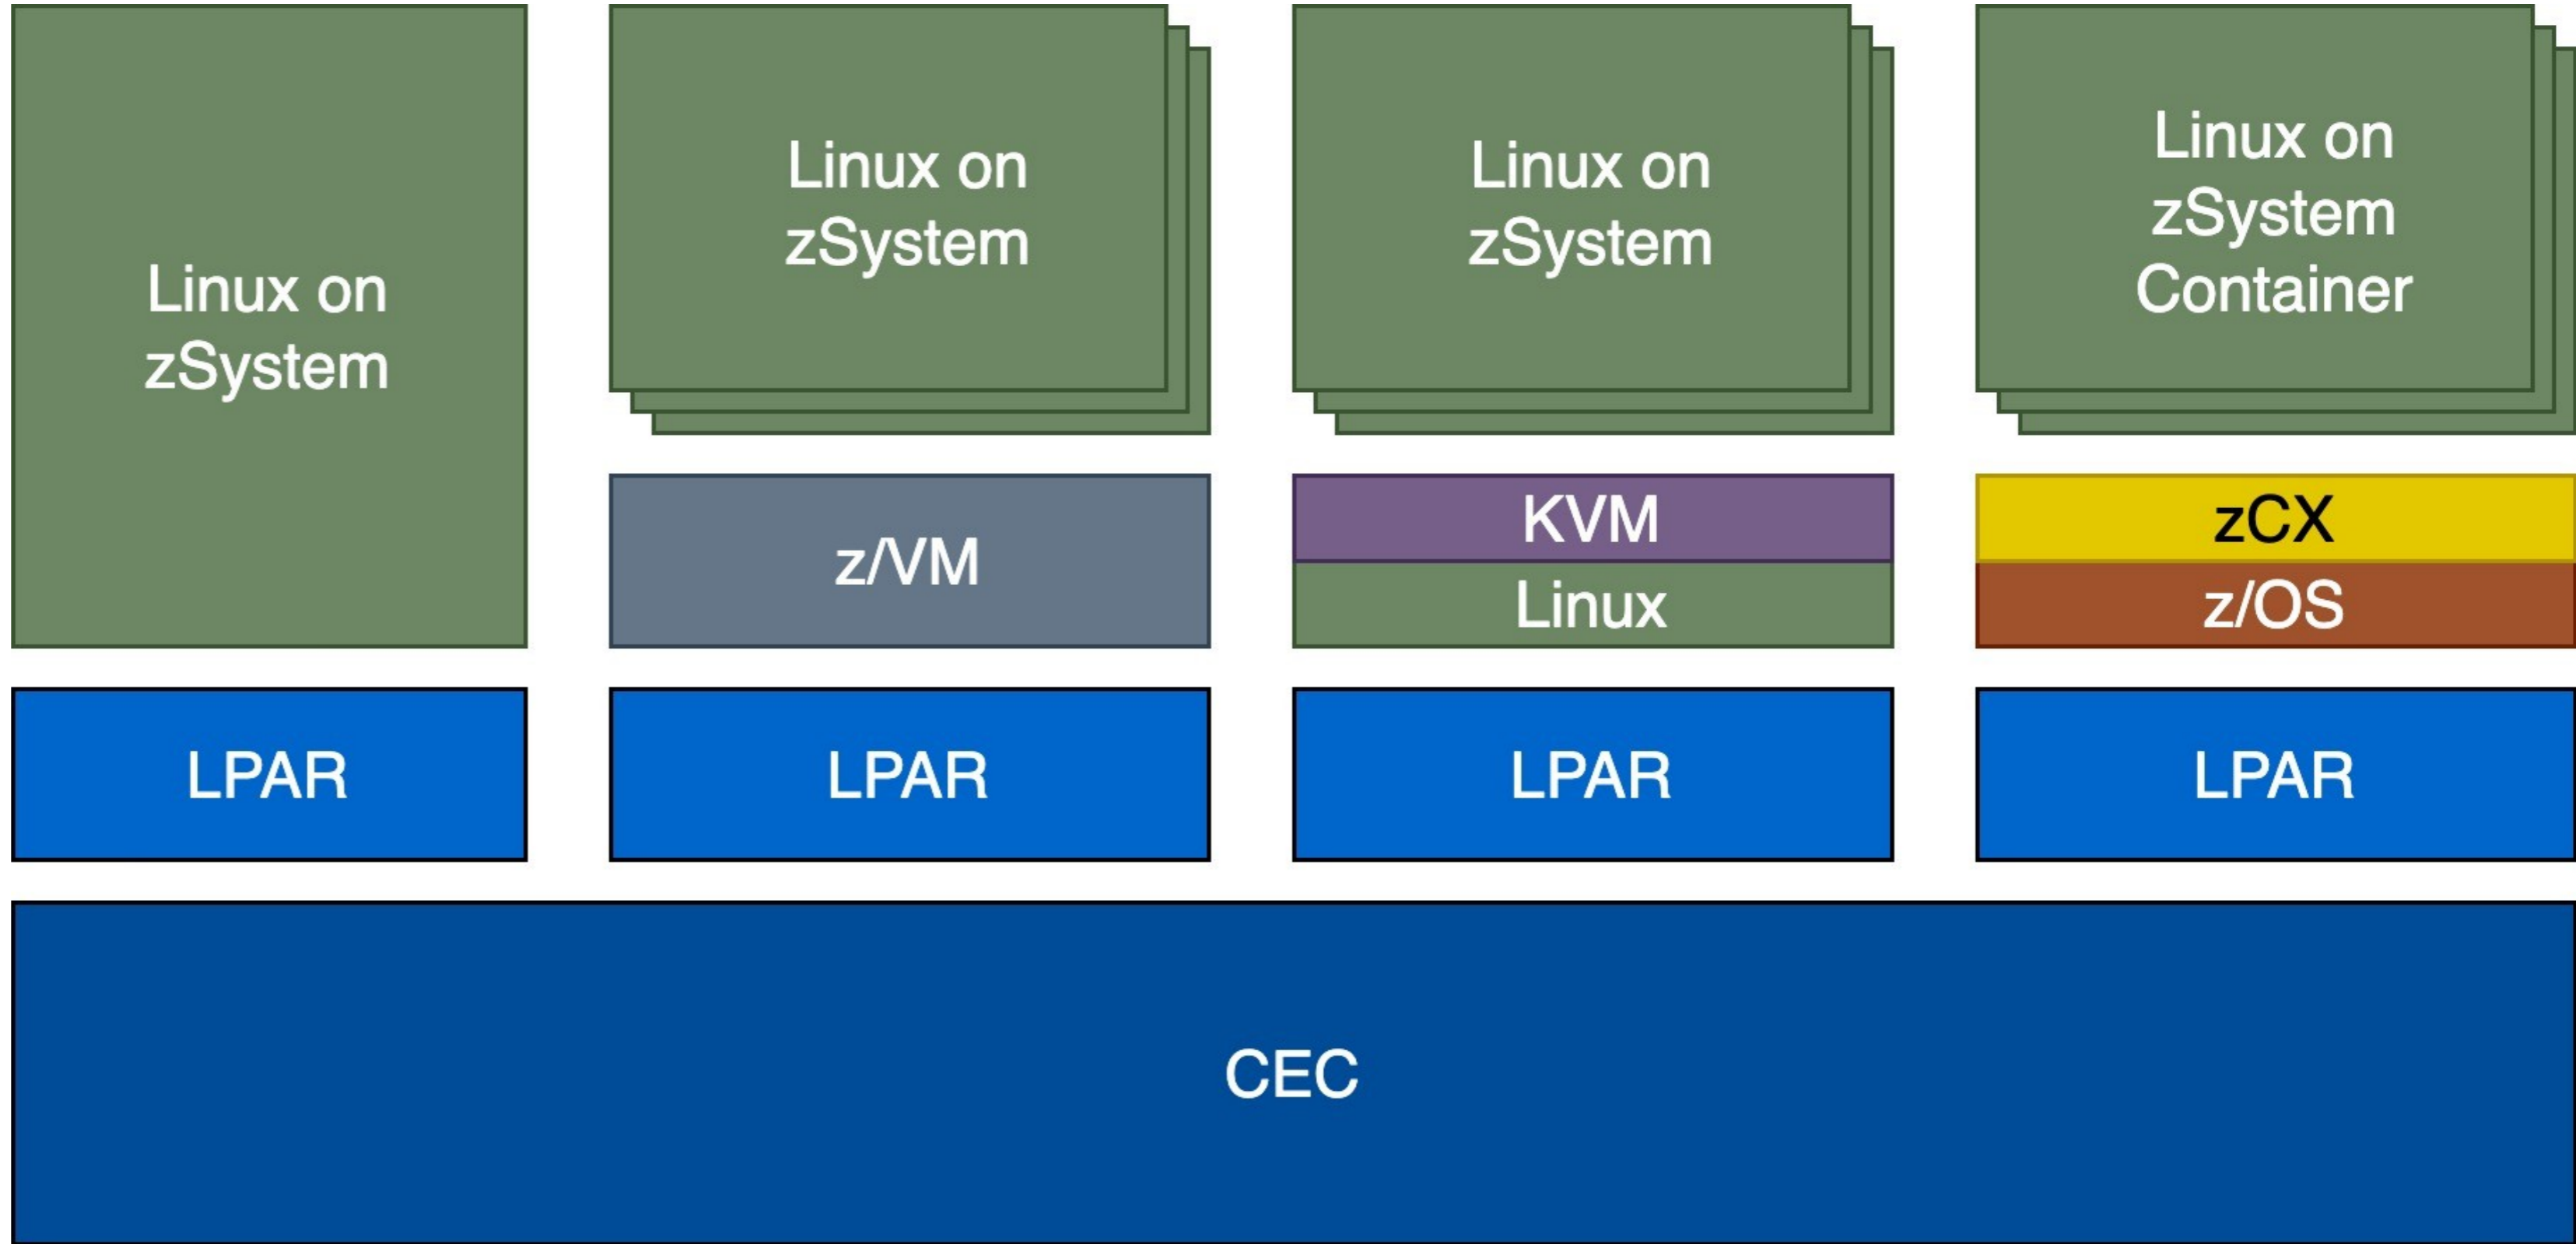 Linux on
zSystem
Linux on
zSystem
Linux on
zSystem
Linux on
zSystem
Container
z/VM
KVM
Linux
zCX
z/OS
LPAR
LPAR
LPAR
LPAR
CEC